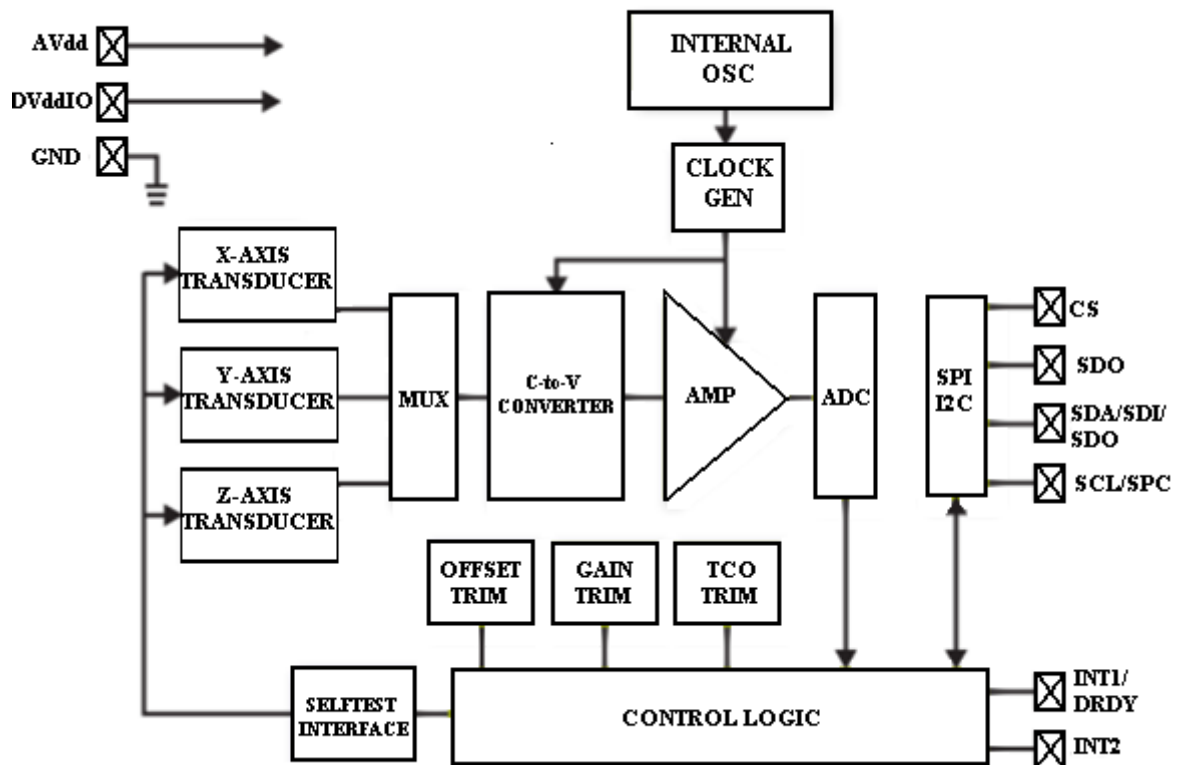 AVdd
DVddIO
GND
INTERNAL
OSC
CLOCK
GEN
X-AXIS
TRANSDUCER
Y-AXIS
TRANSDUCER
Z-AXIS
TRANSDUCER
MUX
C-to-V
CONVERTER
AMP
ADC
SPI
I2C
CS
SDO
SDA/SDI/
SDO
SCL/SPC
OFFSET
TRIM
GAIN
TRIM
TCO
TRIM
SELFTEST
INTERFACE
CONTROL LOGIC
INT1/
DRDY
INT2